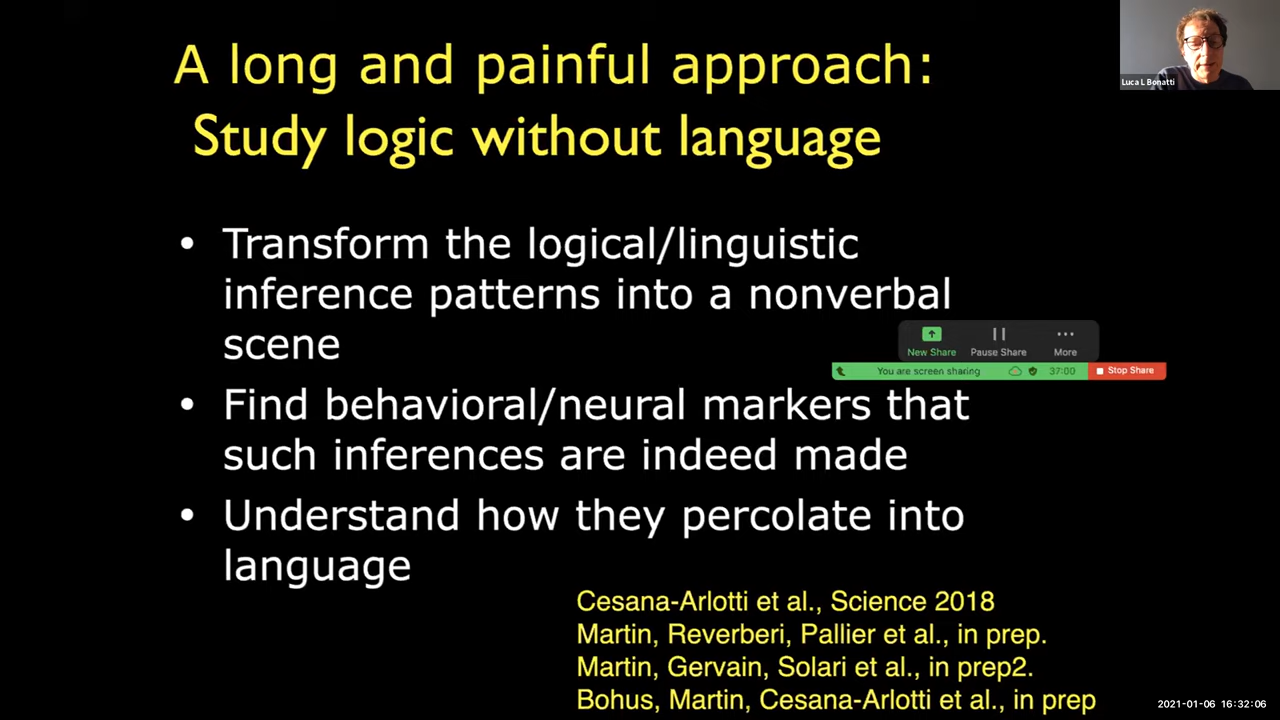 A long and painful approach:
Study logic without language
Luca L Bonatti
• Transform the logical/linguistic
inference patterns into a nonverbal
scene
New Share Pause Share More
You are screen sharing 37:00 Stop Share
• Find behavioral/neural markers that
such inferences are indeed made
• Understand how they percolate into
language
Cesana-Arlotti et al., Science 2018
Martin, Reverberi, Pallier et al., in prep.
Martin, Gervain, Solari et al., in prep2.
Bohus, Martin, Cesana-Arlotti et al., in prep
2021-01-06 16:32:06